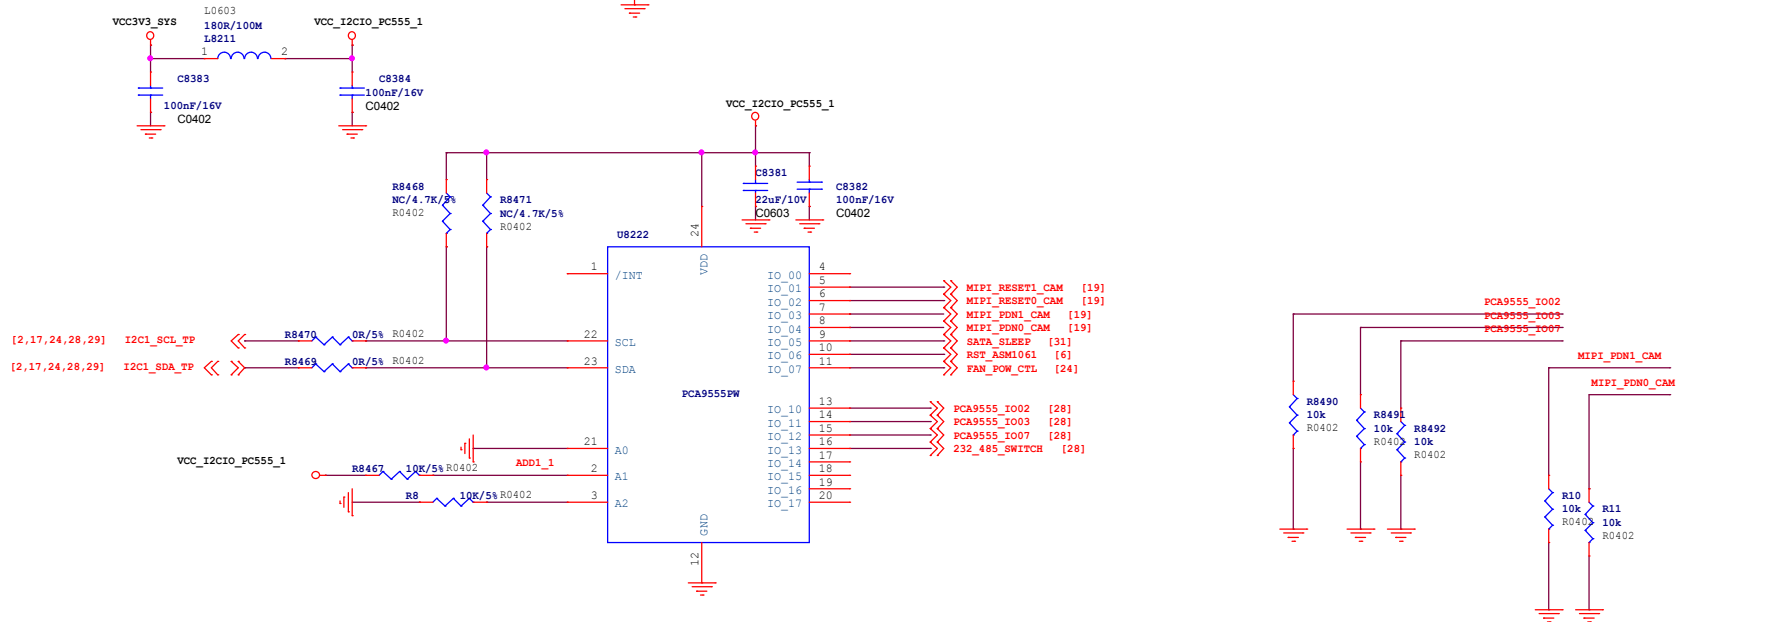 L0603
180R/100M
L8211
VCC3V3_SYS
VCC_I2CIO_PC555_1
1
2
C8383
100nF/16V
C0402
C8384
100nF/16V
C0402
VCC_I2CIO_PC555_1
C8381
22uF/10V
C0603
C8382
100nF/16V
C0402
R8468
NC/4.7K/5%
R0402
R8471
NC/4.7K/5%
R0402
U8222
24
VDD
1
/INT
[2,17,24,28,29] I2C1_SCL_TP
R8470 0R/5% R0402
22
SCL
[2,17,24,28,29] I2C1_SDA_TP
R8469 0R/5% R0402
23
SDA
PCA9555PW
21
A0
VCC_I2CIO_PC555_1
R8467 10K/5% R0402
ADD1_1
2
A1
R8 10K/5% R0402
3
A2
GND
12
IO_00 4
IO_01 5 MIPI_RESET1_CAM [19]
IO_02 6 MIPI_RESET0_CAM [19]
IO_03 7 MIPI_PDN1_CAM [19]
IO_04 8 MIPI_PDN0_CAM [19]
IO_05 9 SATA_SLEEP [31]
IO_06 10 RST_ASM1061 [6]
IO_07 11 FAN_POW_CTL [24]
IO_10 13 PCA9555_IO02 [28]
IO_11 14 PCA9555_IO03 [28]
IO_12 15 PCA9555_IO07 [28]
IO_13 16 232_485_SWITCH [28]
IO_14 17
IO_15 18
IO_16 19
IO_17 20
PCA9555_IO02
PCA9555_IO03
PCA9555_IO07
MIPI_PDN1_CAM
MIPI_PDN0_CAM
R8490
10k
R0402
R8491
10k
R0402
R8492
10k
R0402
R10
10k
R0402
R11
10k
R0402